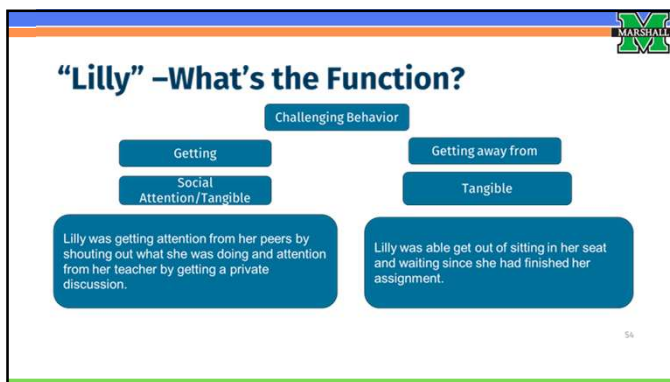 MARSHALL
“Lilly” –What’s the Function?
Challenging Behavior
Getting
Getting away from
Social
Attention/Tangible
Tangible
Lilly was getting attention from her peers by
shouting out what she was doing and attention
from her teacher by getting a private
discussion.
Lilly was able get out of sitting in her seat
and waiting since she had finished her
assignment.
54